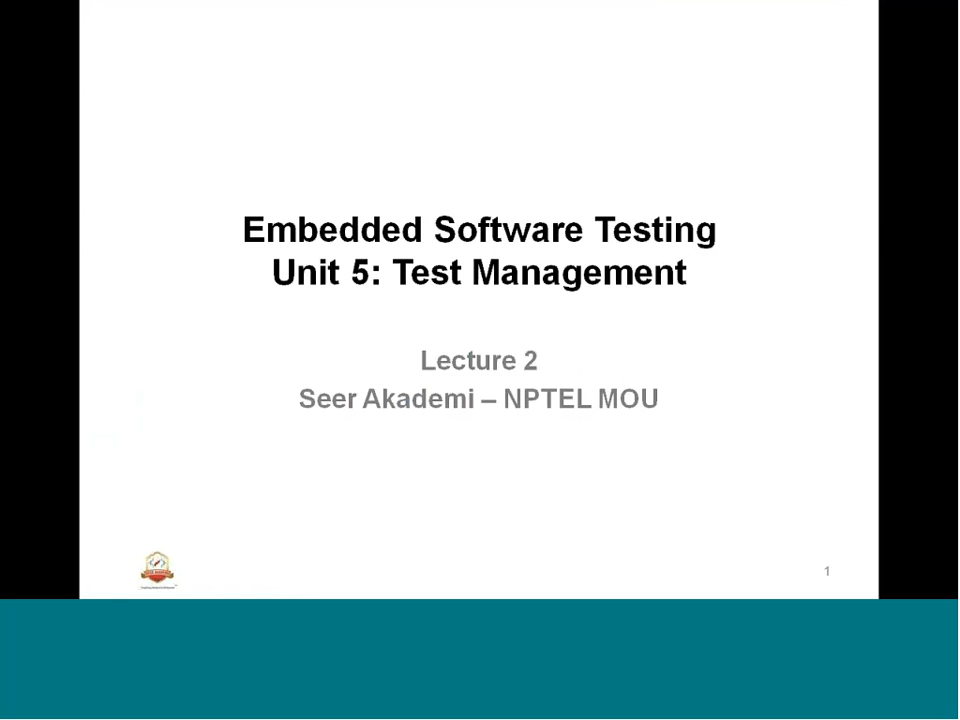 Embedded Software Testing
Unit 5: Test Management
Lecture 2
Seer Akademi – NPTEL MOU
1